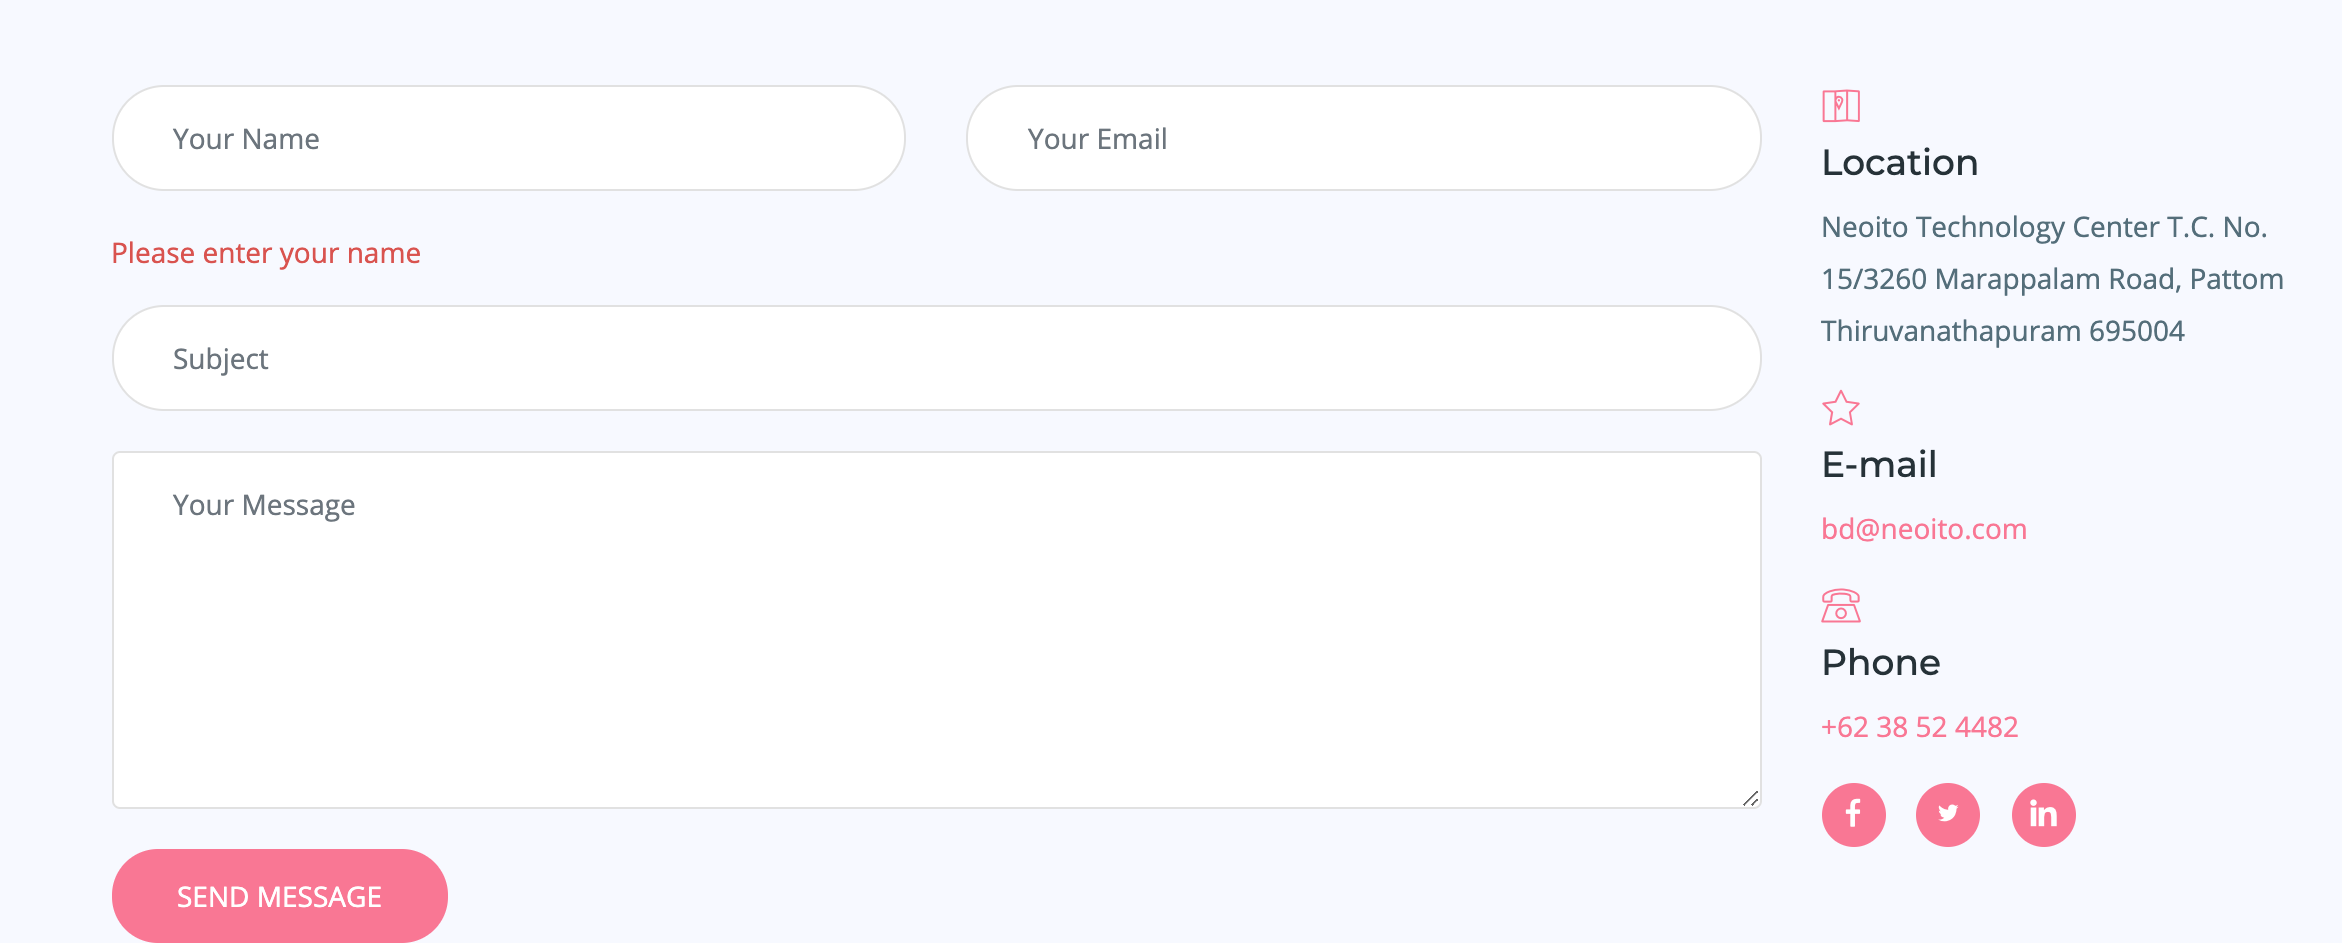 Your Name
Your Email
Please enter your name
Subject
Your Message
SEND MESSAGE
Location
Neoito Technology Center T.C. No.
15/3260 Marappalam Road, Pattom
Thiruvanathapuram 695004
E-mail
bd@neoito.com
Phone
+62 38 52 4482